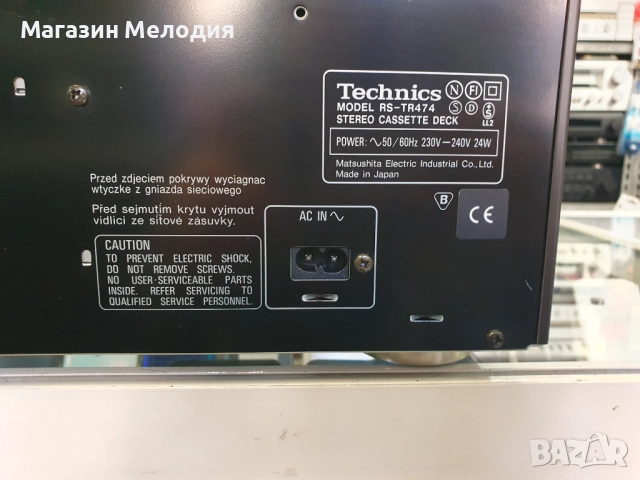 Магазин Мелодия
Technics N FI
MODEL RS-TR474 S D S
STEREO CASSETTE DECK LL2
POWER: ∿50/60Hz 230V–240V 24W
Matsushita Electric Industrial Co., Ltd.
Made in Japan
Przed zdjeciem pokrywy wyciagnac
wtyczke z gniazda sieciowego
Před sejmutím krytu vyjmout
vidlici ze síťové zásuvky.
AC IN ∿
B
CE
CAUTION
TO PREVENT ELECTRIC SHOCK,
DO NOT REMOVE SCREWS.
NO USER-SERVICEABLE PARTS
INSIDE. REFER SERVICING TO
QUALIFIED SERVICE PERSONNEL.
BAZAR